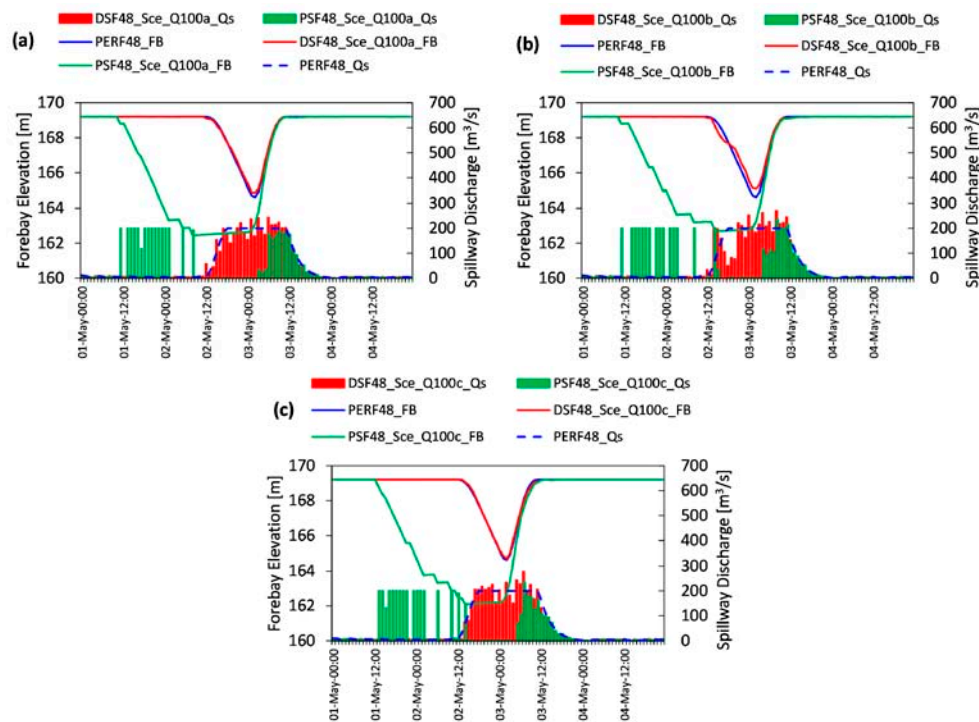 DSF48_Sce_Q100a_Qs PSF48_Sce_Q100a_Qs
(a)
PERF48_FB DSF48_Sce_Q100a_FB
PSF48_Sce_Q100a_FB PERF48_Qs
170 700
168 600
500
166 400
164 300
162 200
100
160 0
Forebay Elevation [m]
Spillway Discharge [m³/s]
01-May-00:00
01-May-12:00
02-May-00:00
02-May-12:00
03-May-00:00
03-May-12:00
04-May-00:00
04-May-12:00
DSF48_Sce_Q100b_Qs PSF48_Sce_Q100b_Qs
(b)
PERF48_FB DSF48_Sce_Q100b_FB
PSF48_Sce_Q100b_FB PERF48_Qs
170 700
168 600
500
166 400
164 300
162 200
100
160 0
Forebay Elevation [m]
Spillway Discharge [m³/s]
01-May-00:00
01-May-12:00
02-May-00:00
02-May-12:00
03-May-00:00
03-May-12:00
04-May-00:00
04-May-12:00
DSF48_Sce_Q100c_Qs PSF48_Sce_Q100c_Qs
(c)
PERF48_FB DSF48_Sce_Q100c_FB
PSF48_Sce_Q100c_FB PERF48_Qs
170 700
168 600
500
166 400
164 300
162 200
100
160 0
Forebay Elevation [m]
Spillway Discharge [m³/s]
01-May-00:00
01-May-12:00
02-May-00:00
02-May-12:00
03-May-00:00
03-May-12:00
04-May-00:00
04-May-12:00